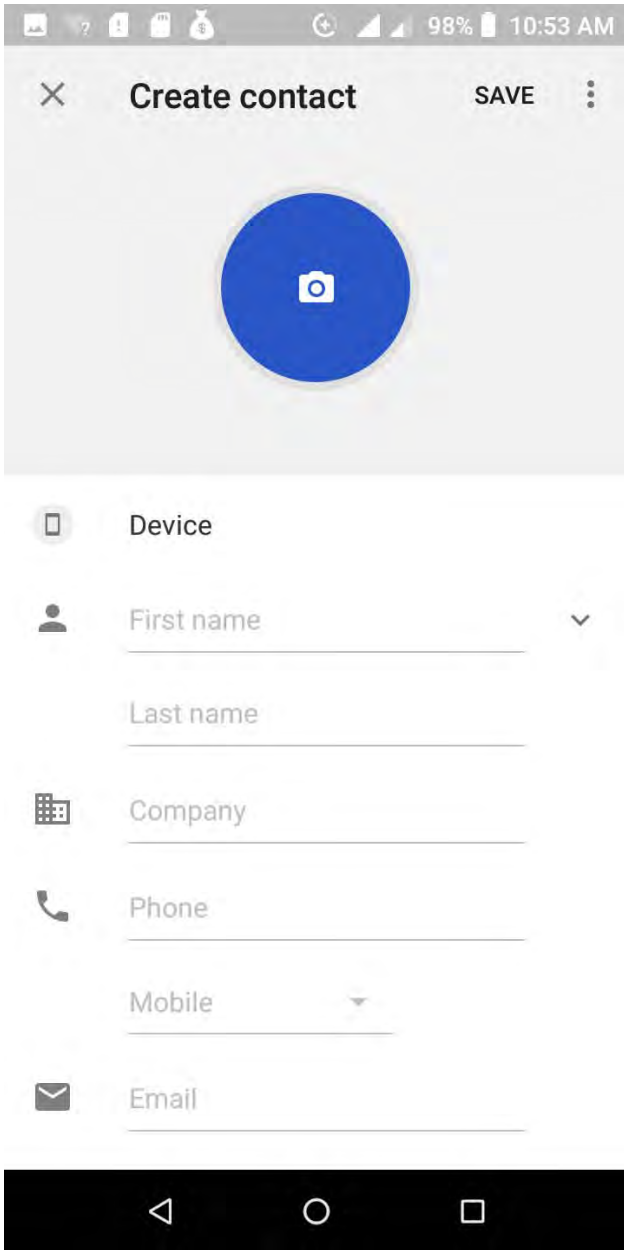 98% 10:53 AM
Create contact SAVE
Device
First name
Last name
Company
Phone
Mobile
Email